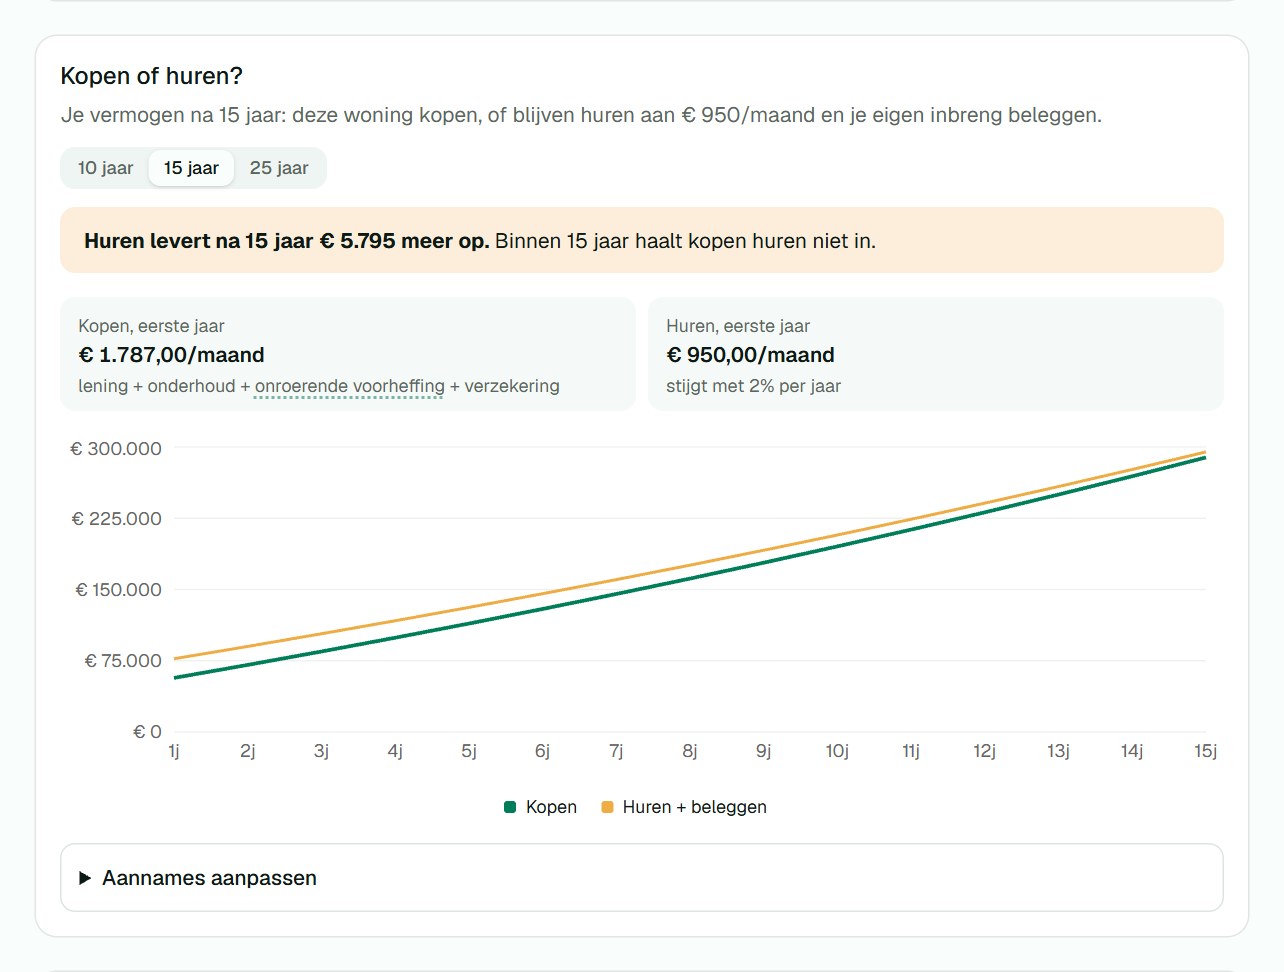 Kopen of huren?
Je vermogen na 15 jaar: deze woning kopen, of blijven huren aan € 950/maand en je eigen inbreng beleggen.
10 jaar 15 jaar 25 jaar
Huren levert na 15 jaar € 5.795 meer op. Binnen 15 jaar haalt kopen huren niet in.
Kopen, eerste jaar
€ 1.787,00/maand
lening + onderhoud + onroerende voorheffing + verzekering
Huren, eerste jaar
€ 950,00/maand
stijgt met 2% per jaar
€ 300.000
€ 225.000
€ 150.000
€ 75.000
€ 0
1j 2j 3j 4j 5j 6j 7j 8j 9j 10j 11j 12j 13j 14j 15j
Kopen Huren + beleggen
Aannames aanpassen